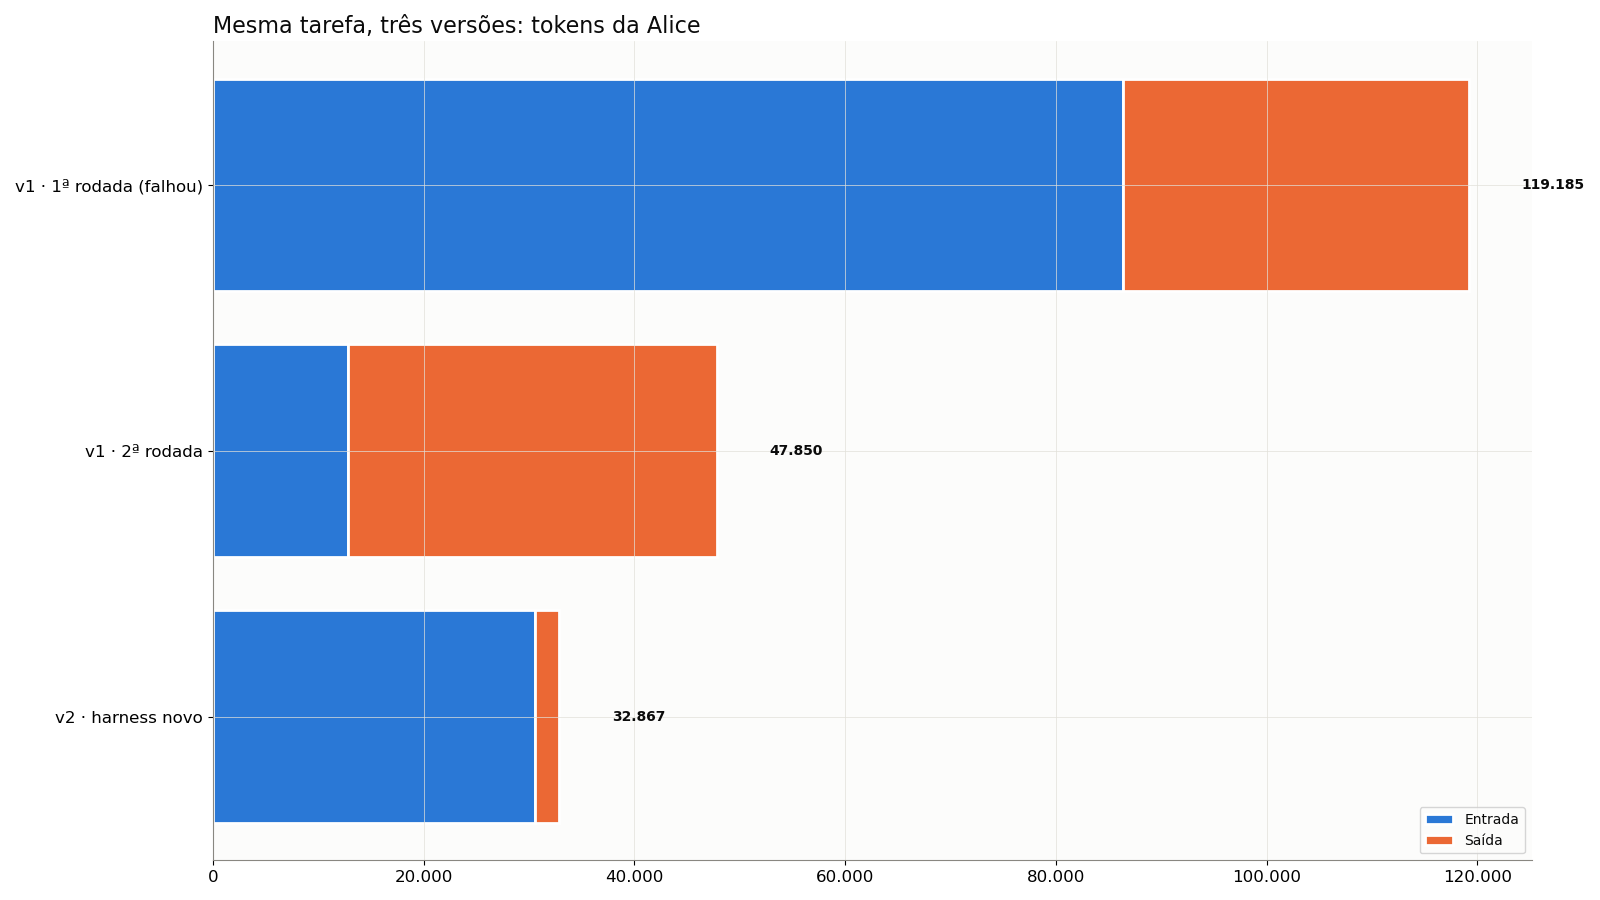 Mesma tarefa, três versões: tokens da Alice
v1 · 1ª rodada (falhou)
119.185
v1 · 2ª rodada
47.850
v2 · harness novo
32.867
Entrada
Saída
0
20.000
40.000
60.000
80.000
100.000
120.000